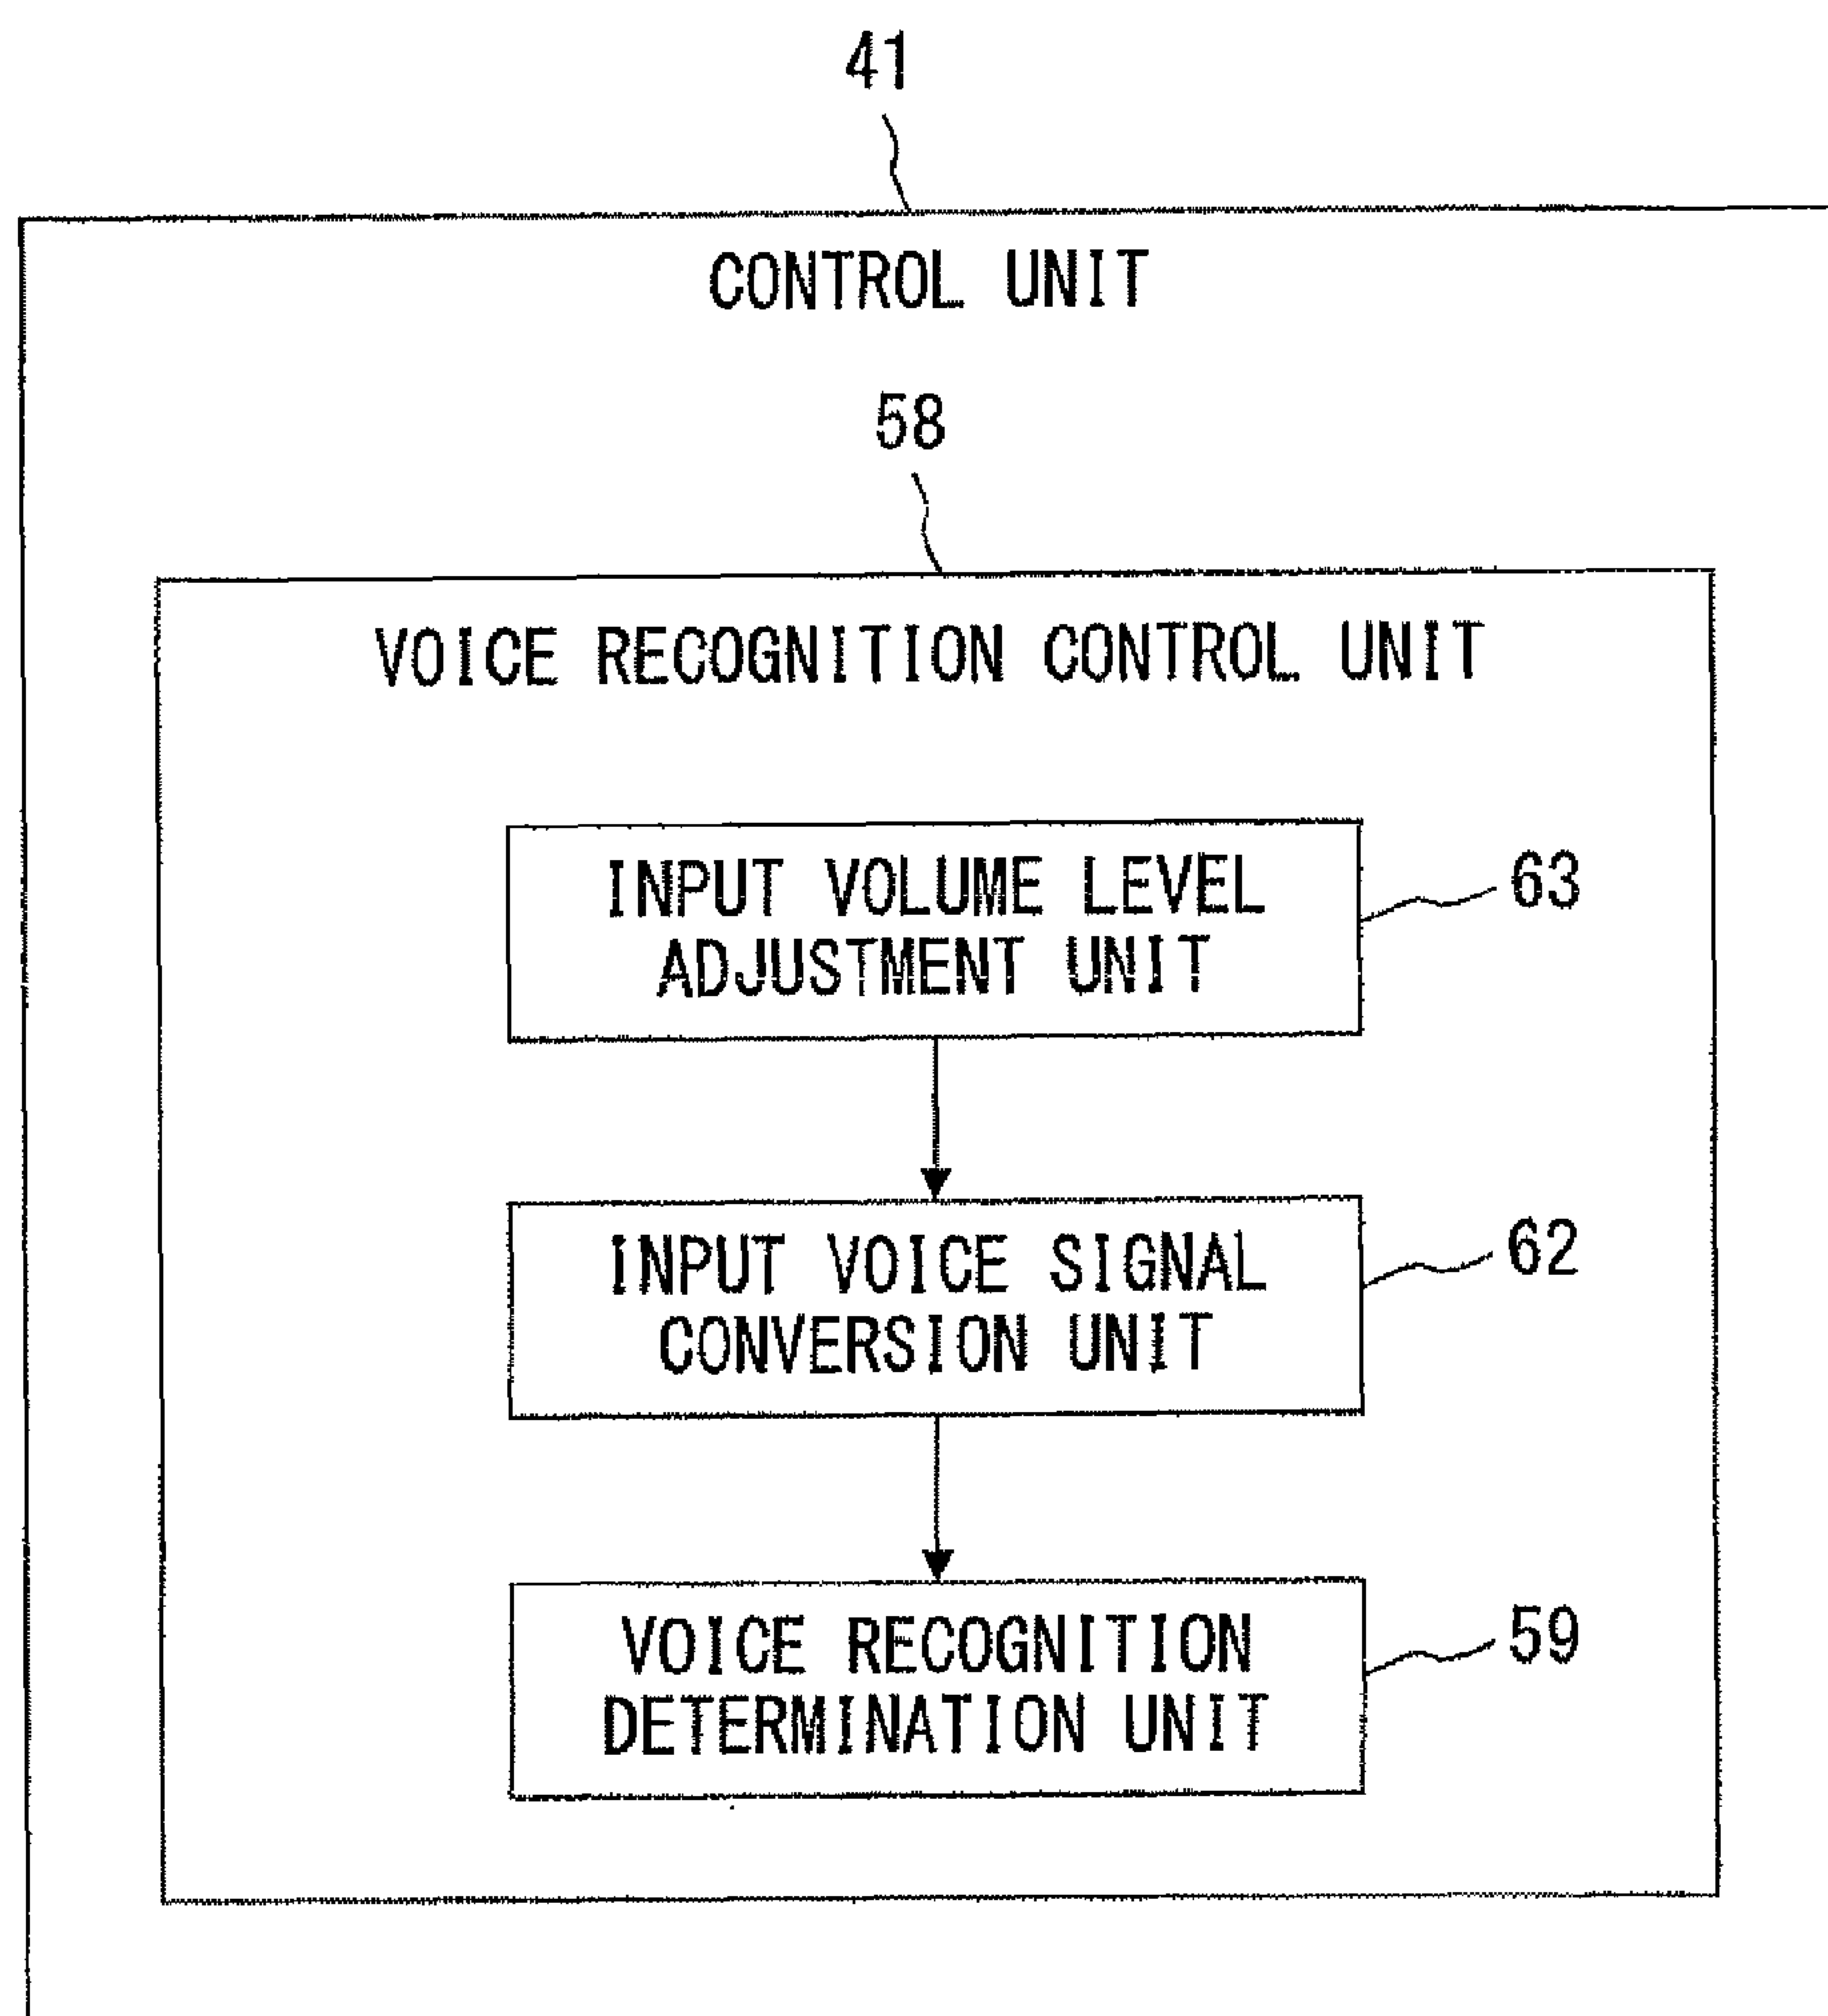 41
CONTROL UNIT
58
VOICE RECOGNITION CONTROL UNIT
INPUT VOLUME LEVEL
ADJUSTMENT UNIT
63
INPUT VOICE SIGNAL
CONVERSION UNIT
62
VOICE RECOGNITION
DETERMINATION UNIT
59